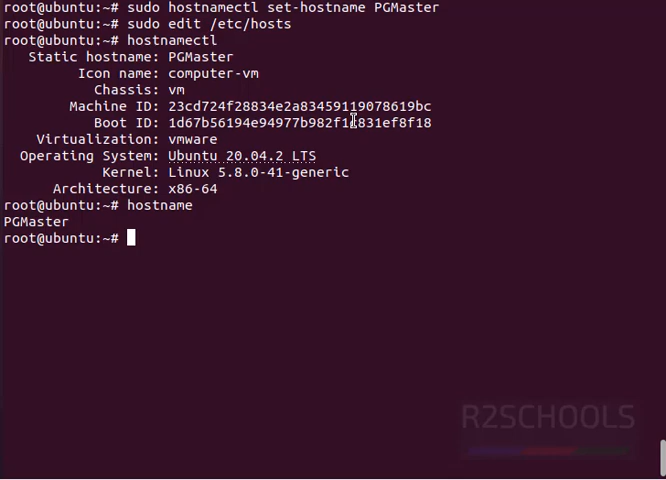 root@ubuntu:~# sudo hostnamectl set-hostname PGMaster
root@ubuntu:~# sudo edit /etc/hosts
root@ubuntu:~# hostnamectl
Static hostname: PGMaster
Icon name: computer-vm
Chassis: vm
Machine ID: 23cd724f28834e2a83459119078619bc
Boot ID:
Virtualization: vmware
Operating System: Ubuntu 20.04.2 LTS
Kernel: Linux 5.8.0-41-generic
Architecture: x86-64
root@ubuntu:~# hostname
PGMaster
root@ubuntu:~#
R2SCHOOLS